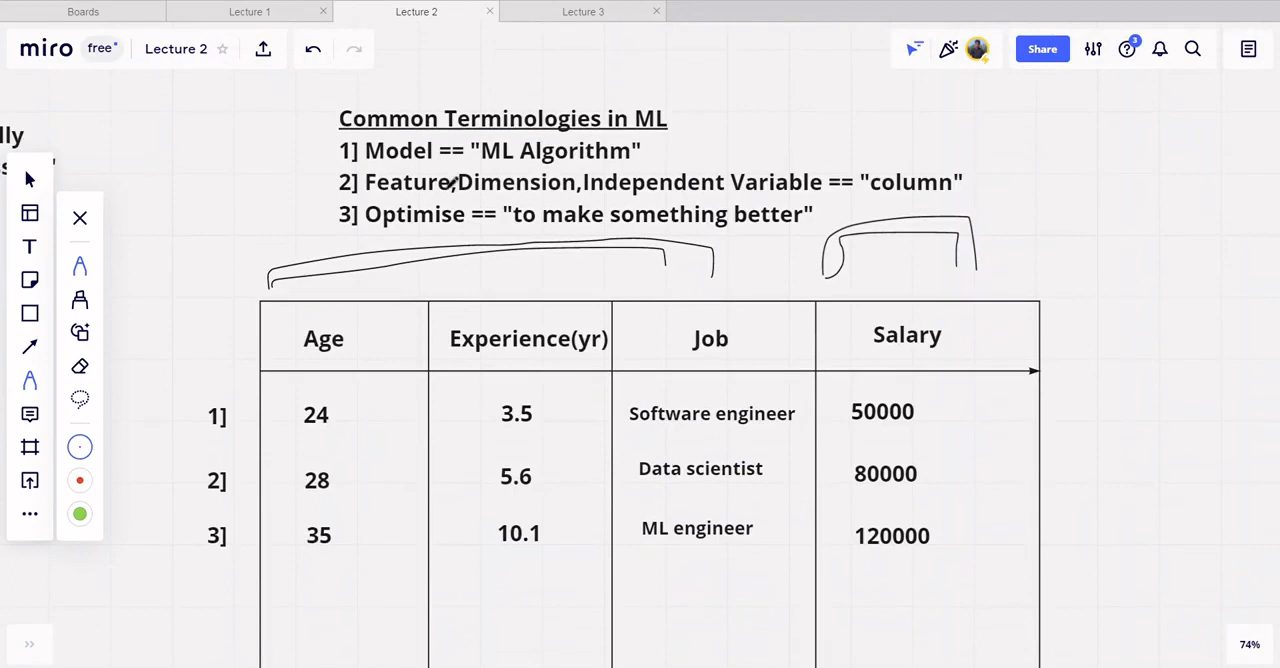 Boards Lecture 1 Lecture 2 Lecture 3
miro free Lecture 2 Share 3
lly
Common Terminologies in ML
1] Model == "ML Algorithm"
2] Feature,Dimension,Independent Variable == "column"
3] Optimise == "to make something better"
Age Experience(yr) Job Salary
1] 24 3.5 Software engineer 50000
2] 28 5.6 Data scientist 80000
3] 35 10.1 ML engineer 120000
74%